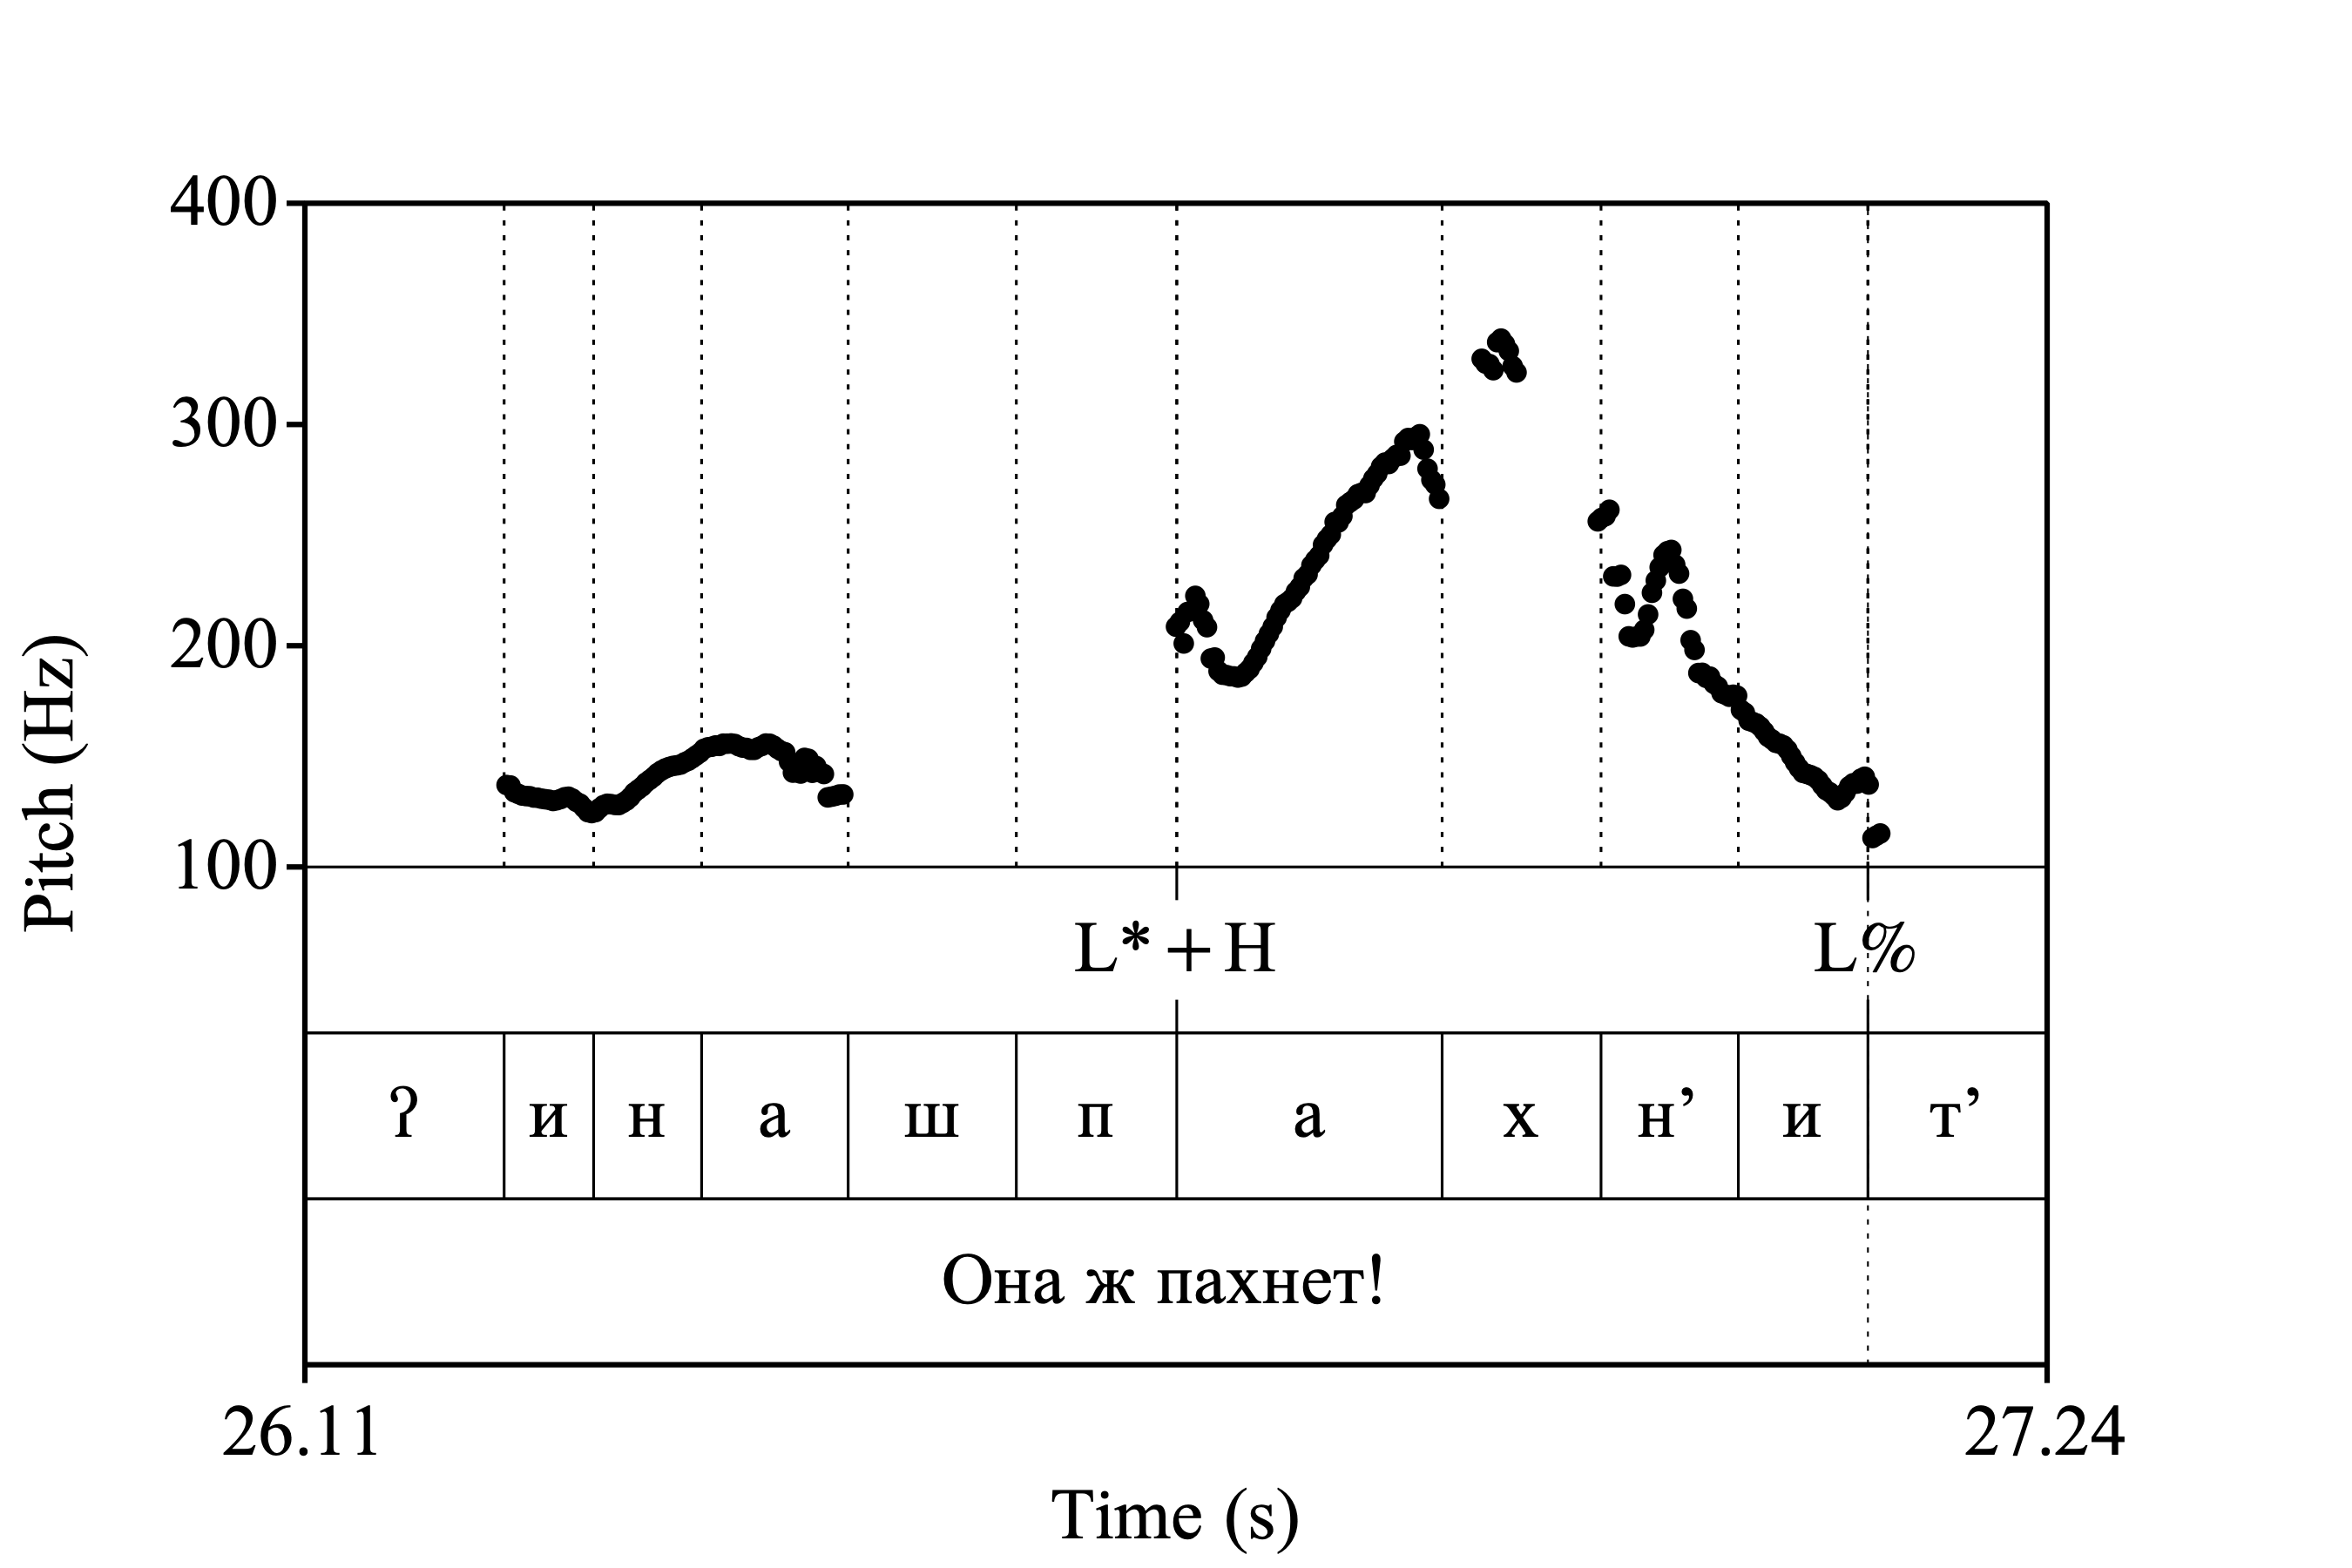 400
300
200
100
Pitch (Hz)
L*+H L%
? и н а ш п а х н’ и т’
Она ж пахнет!
26.11 27.24
Time (s)